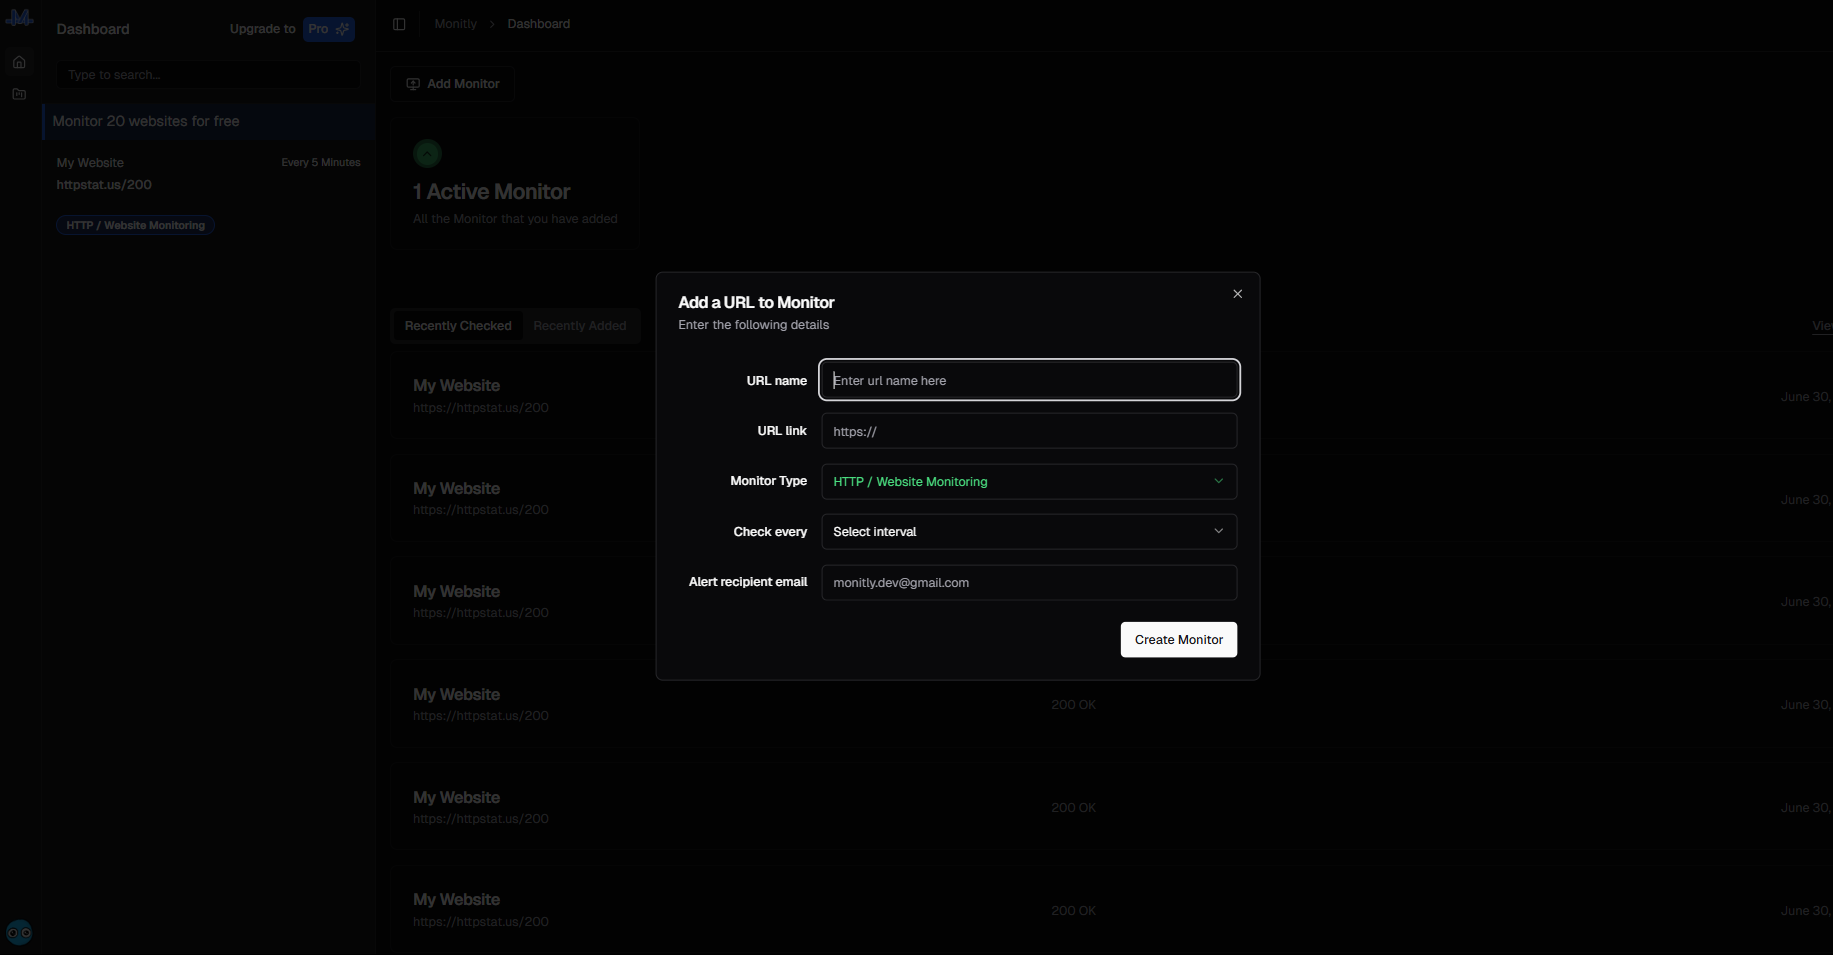 Dashboard
Upgrade to Pro
Type to search...
Monitor 20 websites for free
My Website
Every 5 Minutes
httpstat.us/200
HTTP / Website Monitoring
Monitly > Dashboard
Add Monitor
1 Active Monitor
All the Monitor that you have added
Recently Checked
Recently Added
Vie
My Website
https://httpstat.us/200
June 30,
My Website
https://httpstat.us/200
June 30,
My Website
https://httpstat.us/200
June 30,
My Website
https://httpstat.us/200
200 OK
June 30,
My Website
https://httpstat.us/200
200 OK
June 30,
My Website
https://httpstat.us/200
200 OK
June 30,
Add a URL to Monitor
Enter the following details
URL name
Enter url name here
URL link
https://
Monitor Type
HTTP / Website Monitoring
Check every
Select interval
Alert recipient email
monitly.dev@gmail.com
Create Monitor